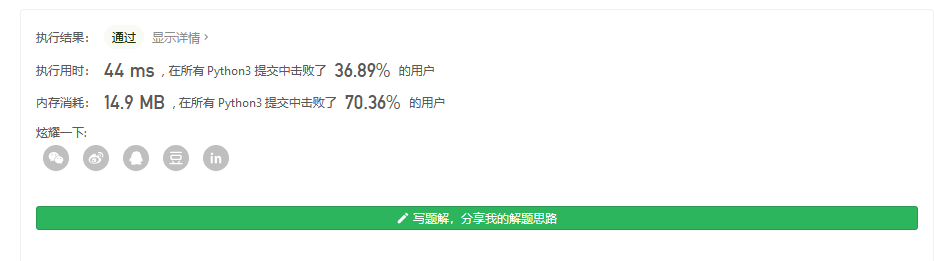 执行结果： 通过 显示详情 ›
执行用时： 44 ms , 在所有 Python3 提交中击败了 36.89% 的用户
内存消耗： 14.9 MB , 在所有 Python3 提交中击败了 70.36% 的用户
炫耀一下:
豆 in
写题解，分享我的解题思路